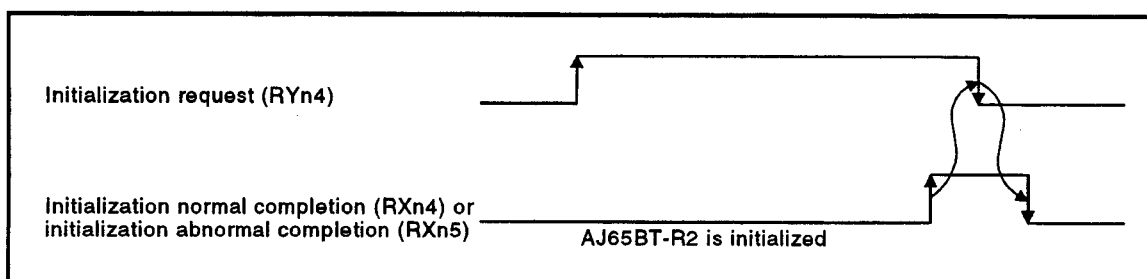 Initialization request (RYn4)
Initialization normal completion (RXn4) or
initialization abnormal completion (RXn5)
AJ65BT-R2 is initialized